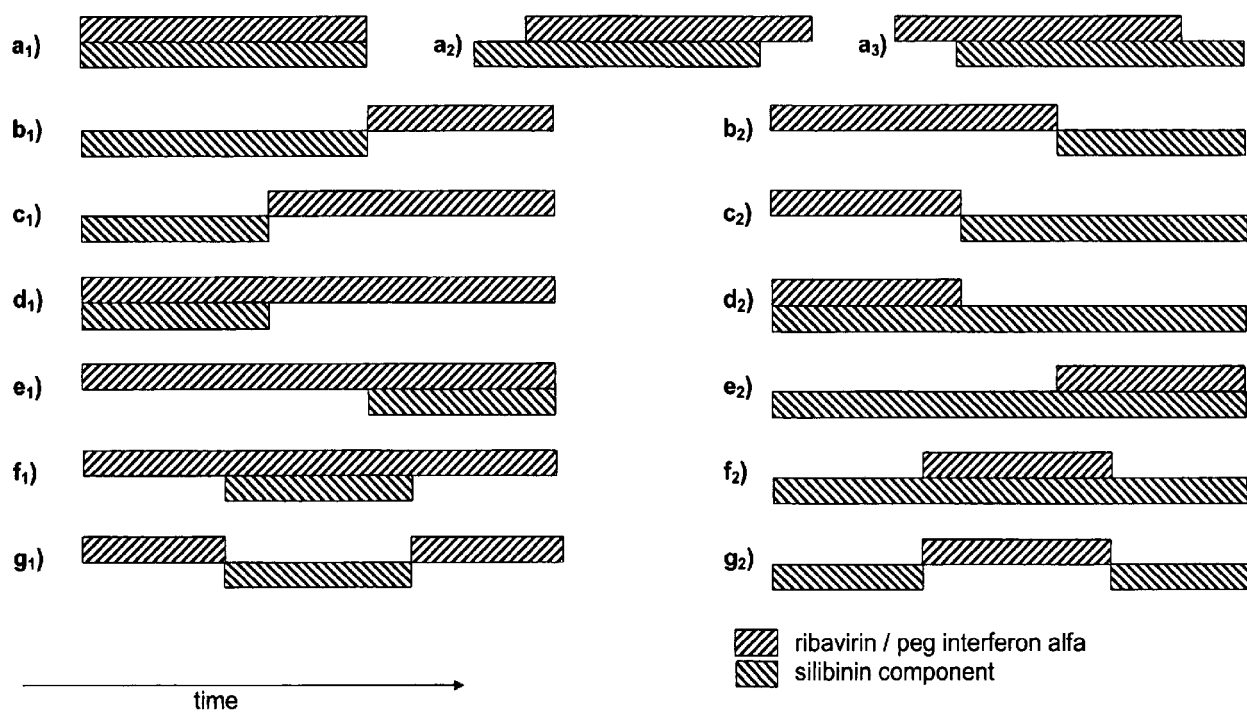 a₁) a₂) a₃)
b₁) b₂)
c₁) c₂)
d₁) d₂)
e₁) e₂)
f₁) f₂)
g₁) g₂)
ribavirin / peg interferon alfa
silibinin component
time